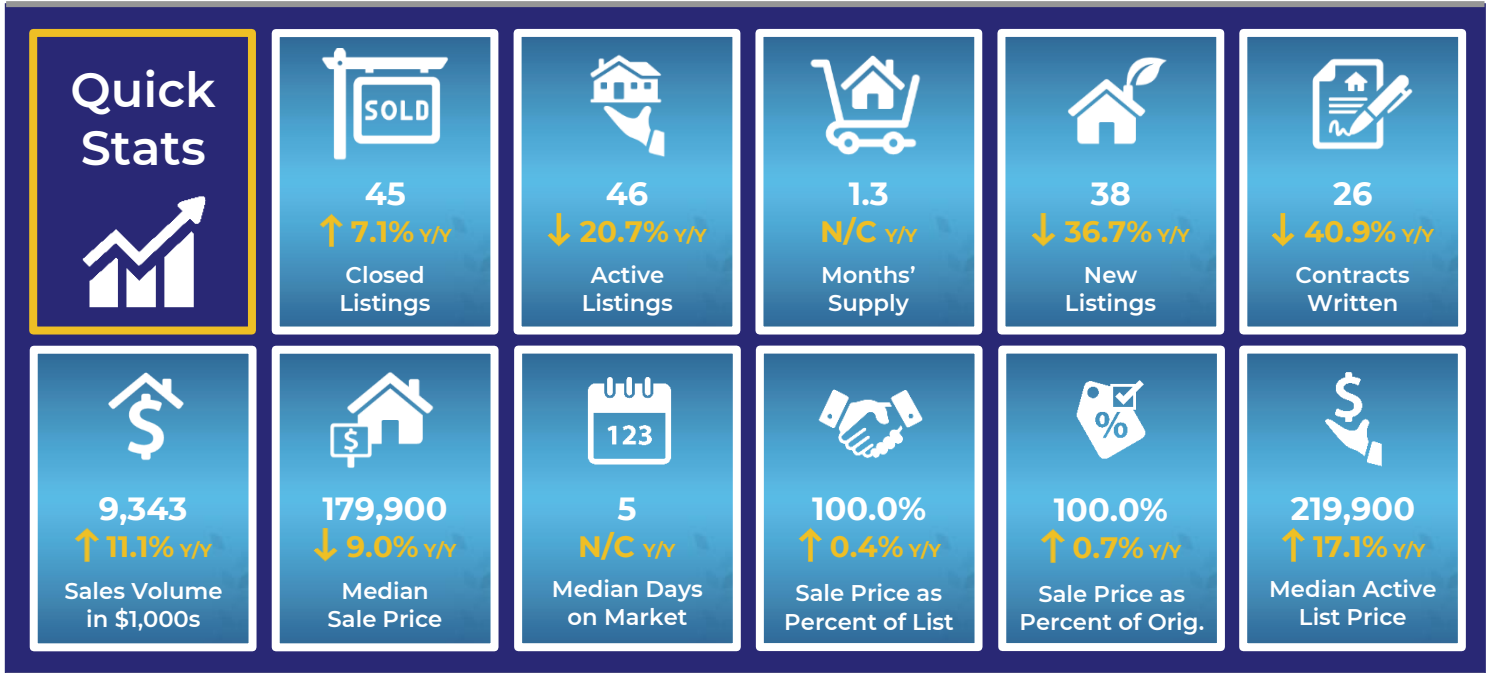 Quick
Stats
SOLD
45
↑ 7.1% Y/Y
Closed
Listings
46
↓ 20.7% Y/Y
Active
Listings
1.3
N/C Y/Y
Months’
Supply
38
↓ 36.7% Y/Y
New
Listings
26
↓ 40.9% Y/Y
Contracts
Written
$
9,343
↑ 11.1% Y/Y
Sales Volume
in $1,000s
$
179,900
↓ 9.0% Y/Y
Median
Sale Price
123
5
N/C Y/Y
Median Days
on Market
100.0%
↑ 0.4% Y/Y
Sale Price as
Percent of List
%
100.0%
↑ 0.7% Y/Y
Sale Price as
Percent of Orig.
$
219,900
↑ 17.1% Y/Y
Median Active
List Price